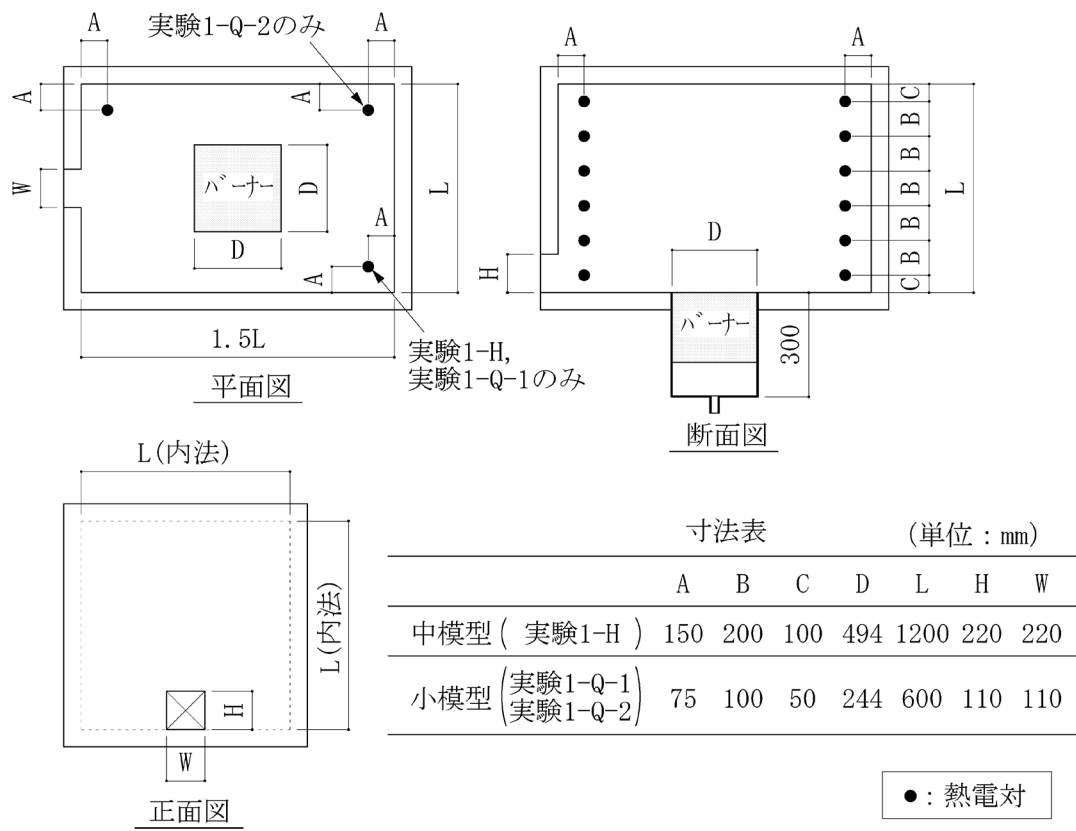 A
実験1-Q-2のみ
A
A
A
W
バーナー
D
L
D
A
A
1.5L
実験1-H,
実験1-Q-1のみ
平面図
A
A
C
B
B
B
B
B
C
L
H
D
バーナー
300
断面図
L(内法)
L(内法)
H
W
正面図
寸法表 (単位:mm)
A B C D L H W
中模型( 実験1-H ) 150 200 100 494 1200 220 220
小模型(実験1-Q-1
実験1-Q-2) 75 100 50 244 600 110 110
●:熱電対